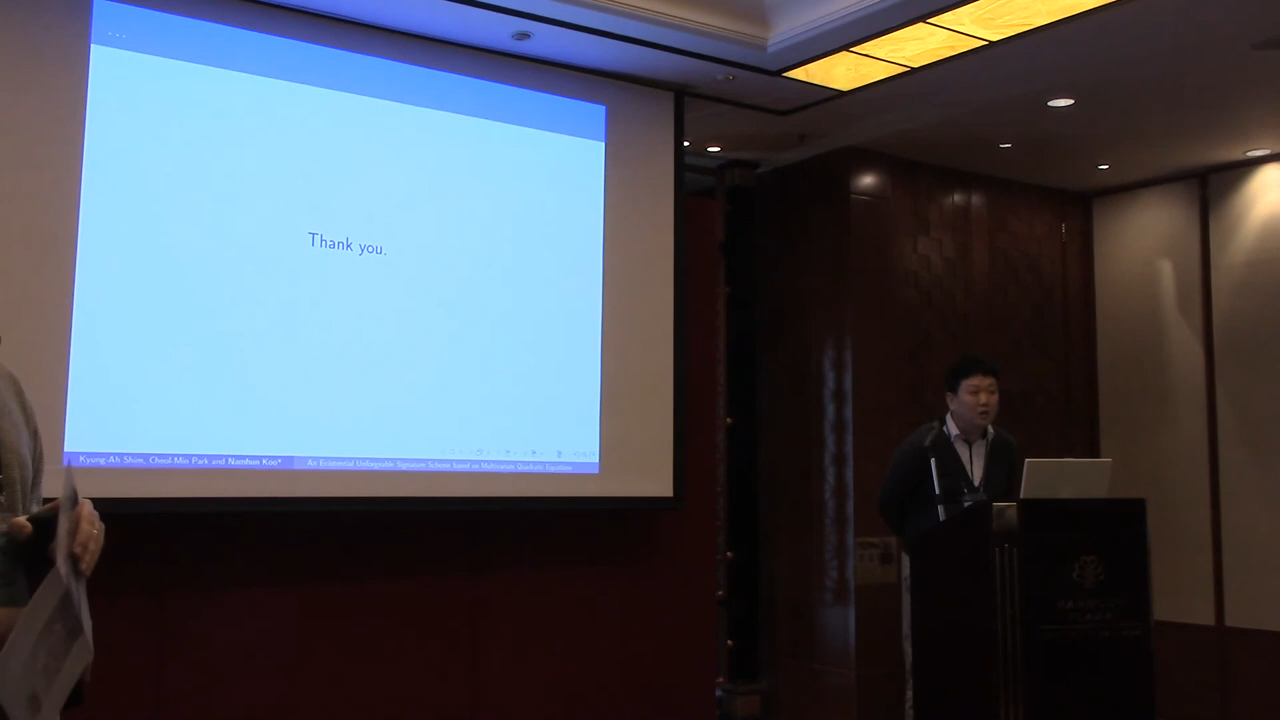 . . .
Thank you.
Kyung-Ah Shim, Cheol-Min Park and Namhun Koo*
An Existential Unforgeable Signature Scheme based on Multivariate Quadratic Equations
PLAZA